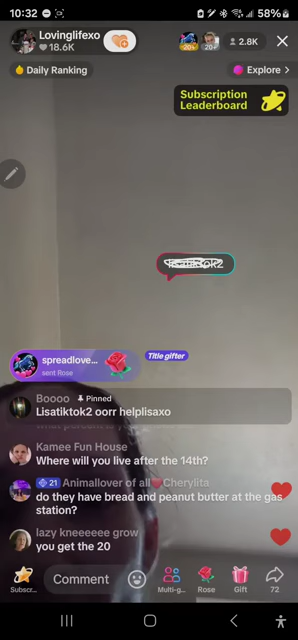 10:32
58%
Lovinglifexo
18.6K
20+
20+
2.8K
Daily Ranking
Explore >
Subscription
Leaderboard
Title gifter
spreadlove...
sent Rose
Boooo Pinned
Lisatiktok2 oorr helplisaxo
Kamee Fun House
Where will you live after the 14th?
21 Animallover of all❤️Cherylita
do they have bread and peanut butter at the gas
station?
lazy kneeeeee grow
you get the 20
Subscr...
Comment
Multi-g...
Rose
Gift
72